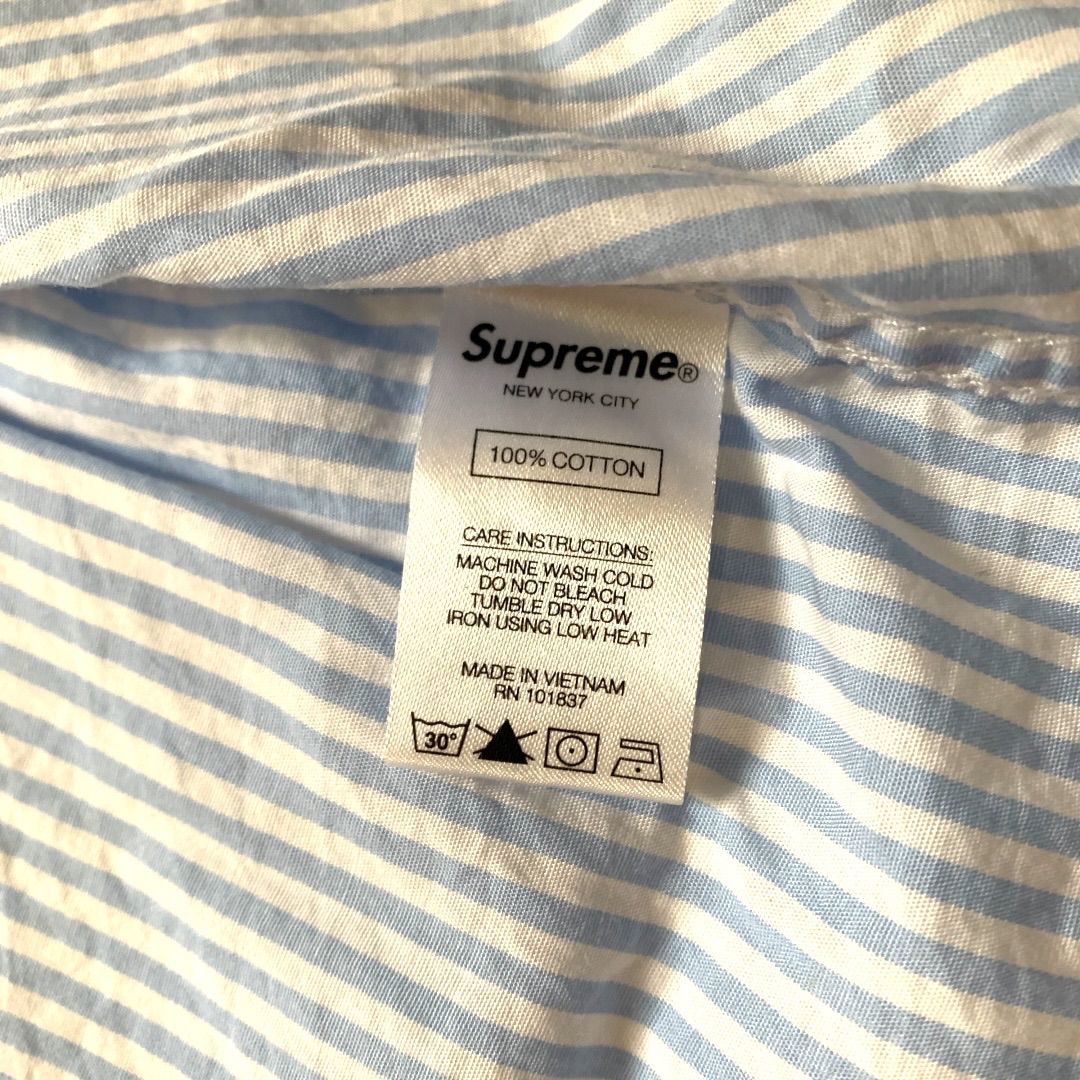 Supreme®
NEW YORK CITY
100% COTTON
CARE INSTRUCTIONS:
MACHINE WASH COLD
DO NOT BLEACH
TUMBLE DRY LOW
IRON USING LOW HEAT
MADE IN VIETNAM
RN 101837
30°